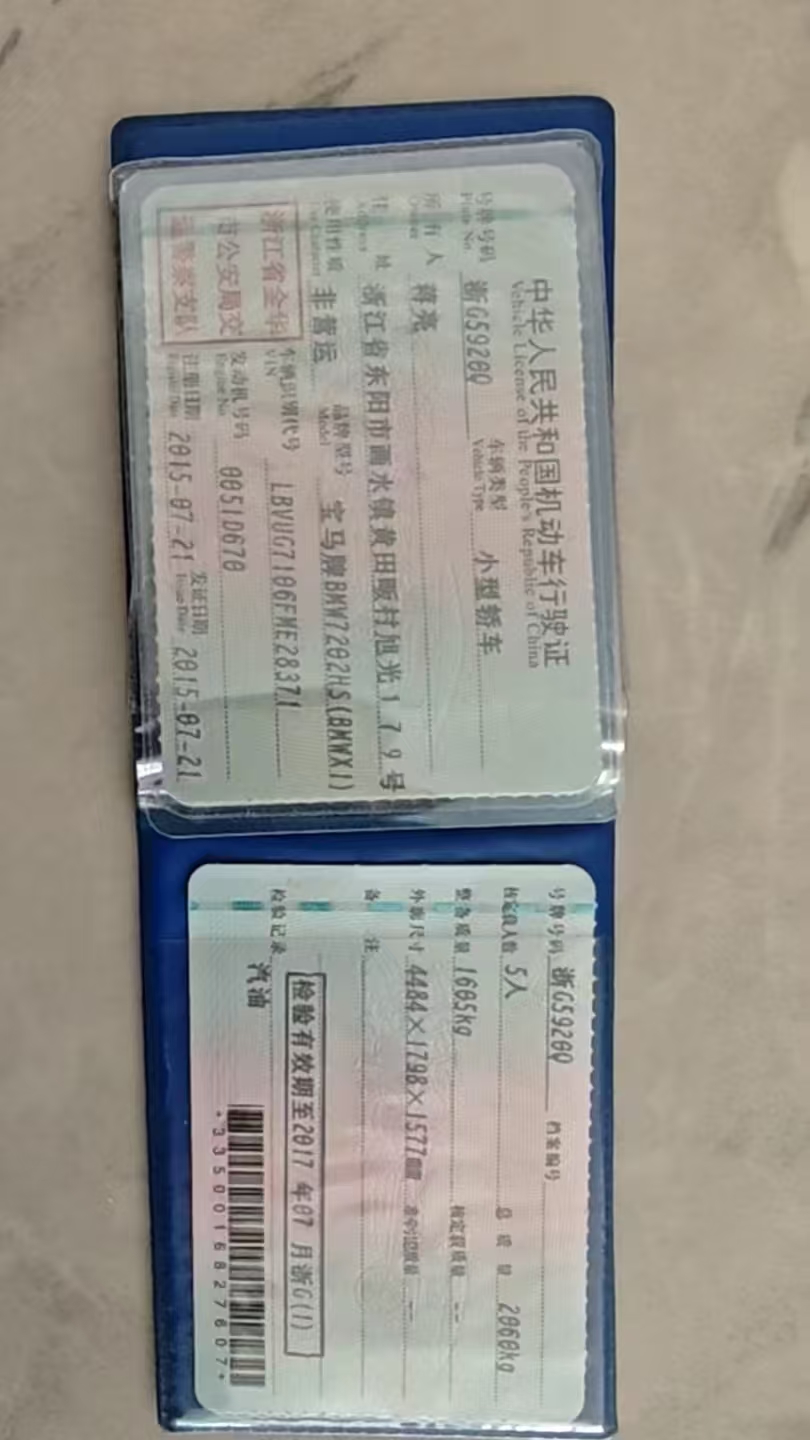 中华人民共和国机动车行驶证
Vehicle License of the People's Republic of China
号牌号码 浙G5920Q 车辆类型 小型轿车
Plate No. Vehicle Type
所有人 蒋亮
Owner
住址 浙江省东阳市画水镇黄田畈村旭光179号
Address
使用性质 非营运 品牌型号 宝马牌BMW7202HS(BMWX1)
Use Character Model
浙江省金华
市公安局交
通警察支队
车辆识别代号 LBVUG7106FME28371
VIN
发动机号码 0051D670
Engine No.
注册日期 2015-07-21 发证日期 2015-07-21
Register Date Issue Date
号牌号码 浙G5920Q 档案编号
核定载人数 5人 总质量 2060kg
整备质量 1605kg 核定载质量 --
外廓尺寸 4484×1798×1577mm 准牵引总质量 --
备注
检验有效期至2017年07月浙G(1)
检验记录
汽油
*3350016827607*